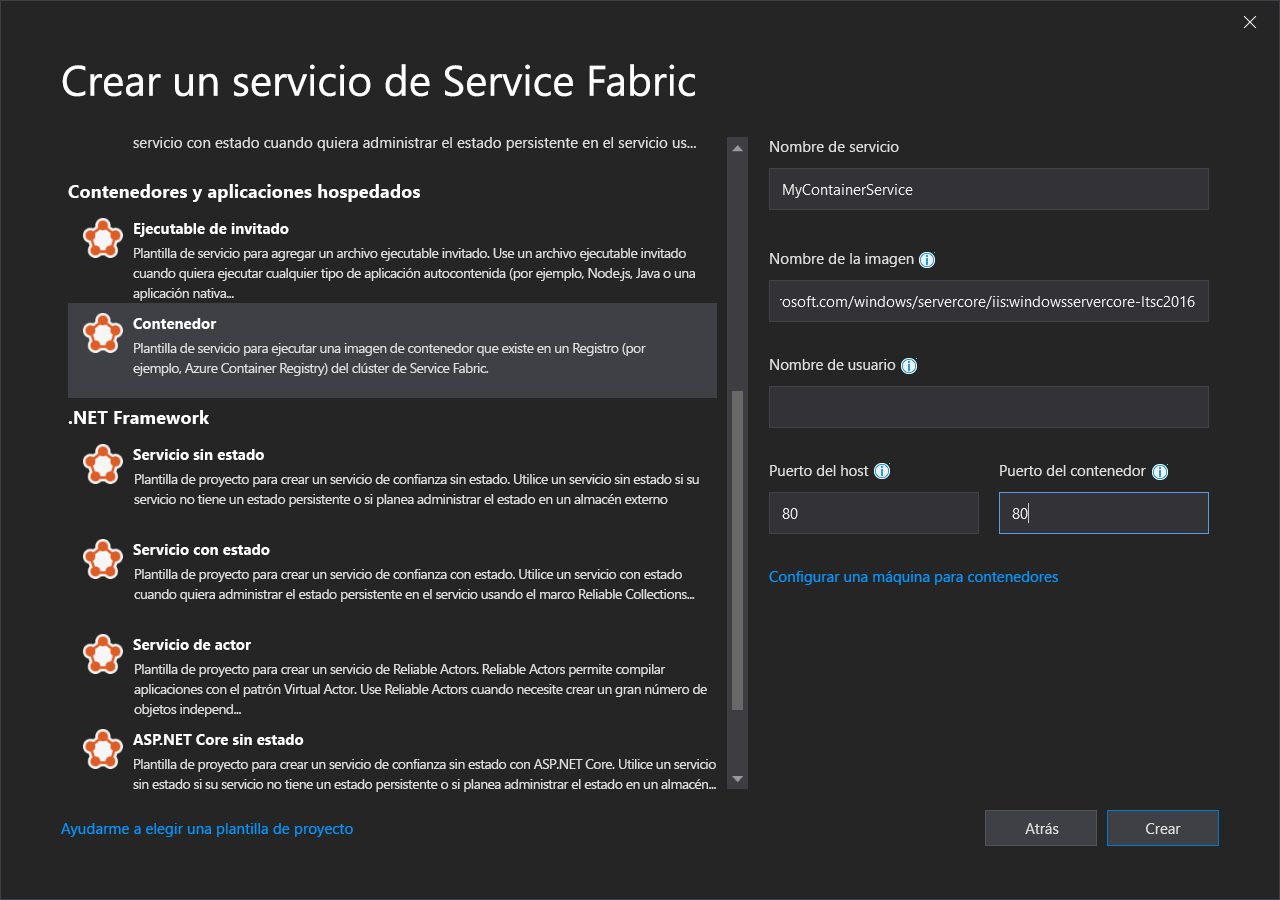 Crear un servicio de Service Fabric
servicio con estado cuando quiera administrar el estado persistente en el servicio us...
Contenedores y aplicaciones hospedados
Ejecutable de invitado
Plantilla de servicio para agregar un archivo ejecutable invitado. Use un archivo ejecutable invitado
cuando quiera ejecutar cualquier tipo de aplicación autocontenida (por ejemplo, Node.js, Java o una
aplicación nativa...
Contenedor
Plantilla de servicio para ejecutar una imagen de contenedor que existe en un Registro (por
ejemplo, Azure Container Registry) del clúster de Service Fabric.
.NET Framework
Servicio sin estado
Plantilla de proyecto para crear un servicio de confianza sin estado. Utilice un servicio sin estado si su
servicio no tiene un estado persistente o si planea administrar el estado en un almacén externo
Servicio con estado
Plantilla de proyecto para crear un servicio de confianza con estado. Utilice un servicio con estado
cuando quiera administrar el estado persistente en el servicio usando el marco Reliable Collections...
Servicio de actor
Plantilla de proyecto para crear un servicio de Reliable Actors. Reliable Actors permite compilar
aplicaciones con el patrón Virtual Actor. Use Reliable Actors cuando necesite crear un gran número de
objetos independ...
ASP.NET Core sin estado
Plantilla de proyecto para crear un servicio de confianza sin estado con ASP.NET Core. Utilice un servicio
sin estado si su servicio no tiene un estado persistente o si planea administrar el estado en un almacén...
Nombre de servicio
MyContainerService
Nombre de la imagen
rosoft.com/windows/servercore/iis:windowsservercore-ltsc2016
Nombre de usuario
Puerto del host
Puerto del contenedor
80
80
Configurar una máquina para contenedores
Ayudarme a elegir una plantilla de proyecto
Atrás
Crear